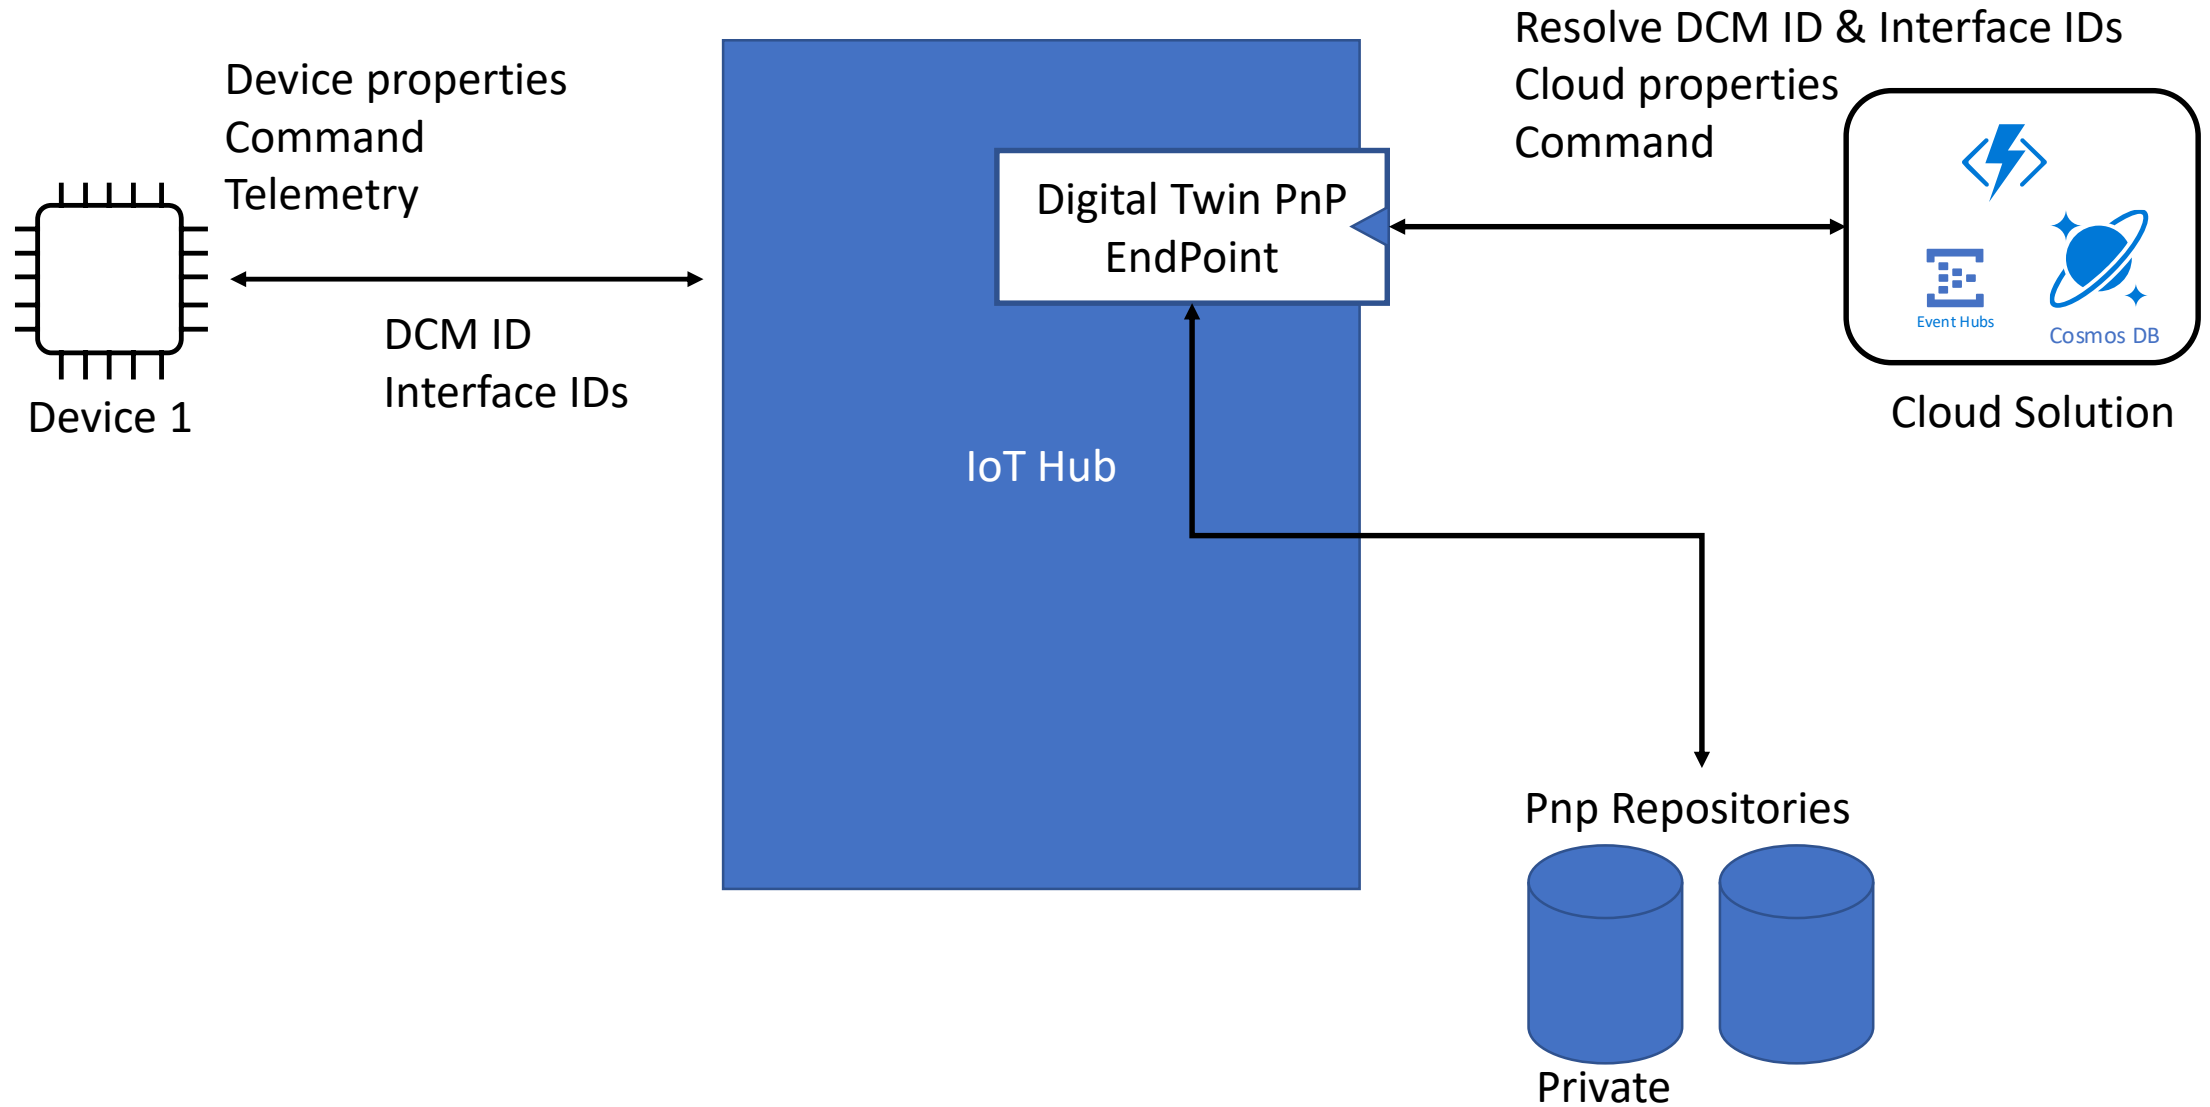 Device properties
Command
Telemetry
Device 1
DCM ID
Interface IDs
Digital Twin PnP
EndPoint
IoT Hub
Resolve DCM ID & Interface IDs
Cloud properties
Command
Event Hubs
Cosmos DB
Cloud Solution
Pnp Repositories
Private